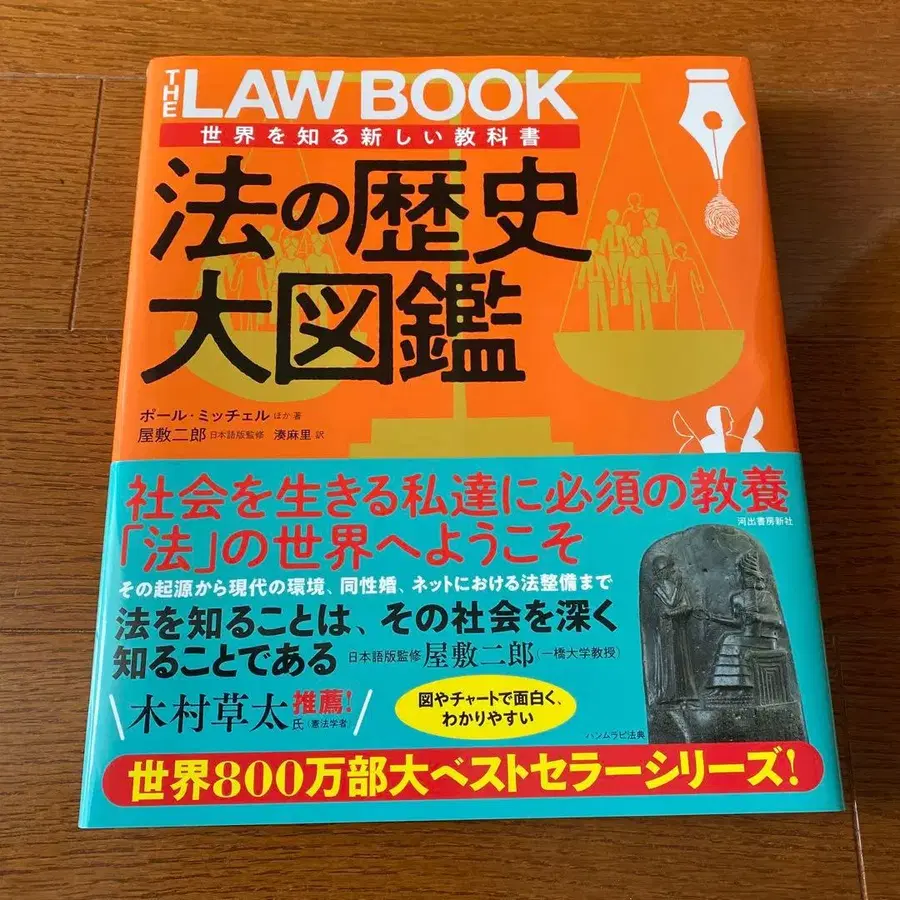 THE LAW BOOK
世界を知る新しい教科書
法の歴史
大図鑑
ポール・ミッチェル ほか 著
屋敷二郎 日本語版監修 湊麻里 訳
社会を生きる私達に必須の教養
河出書房新社
「法」の世界へようこそ
その起源から現代の環境、同性婚、ネットにおける法整備まで
法を知ることは、その社会を深く
知ることである 日本語版監修 屋敷二郎(一橋大学教授)
木村草太氏(憲法学者)推薦!
図やチャートで面白く、
わかりやすい
ハンムラビ法典
世界800万部大ベストセラーシリーズ!